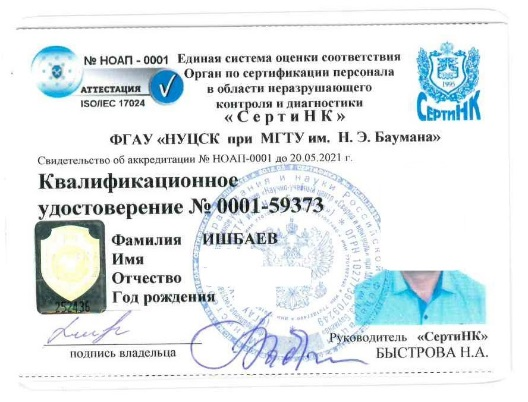 № НОАП - 0001
АТТЕСТАЦИЯ
ISO/IEC 17024
Единая система оценки соответствия
Орган по сертификации персонала
в области неразрушающего
контроля и диагностики
«СертиНК»
1995
СЕРТИНК
ФГАУ «НУЦСК при МГТУ им. Н. Э. Баумана»
Свидетельство об аккредитации № НОАП-0001 до 20.05.2021 г.
Квалификационное
удостоверение № 0001-59373
Фамилия ИШБАЕВ
Имя
Отчество
Год рождения
подпись владельца
Руководитель «СертиНК»
БЫСТРОВА Н.А.